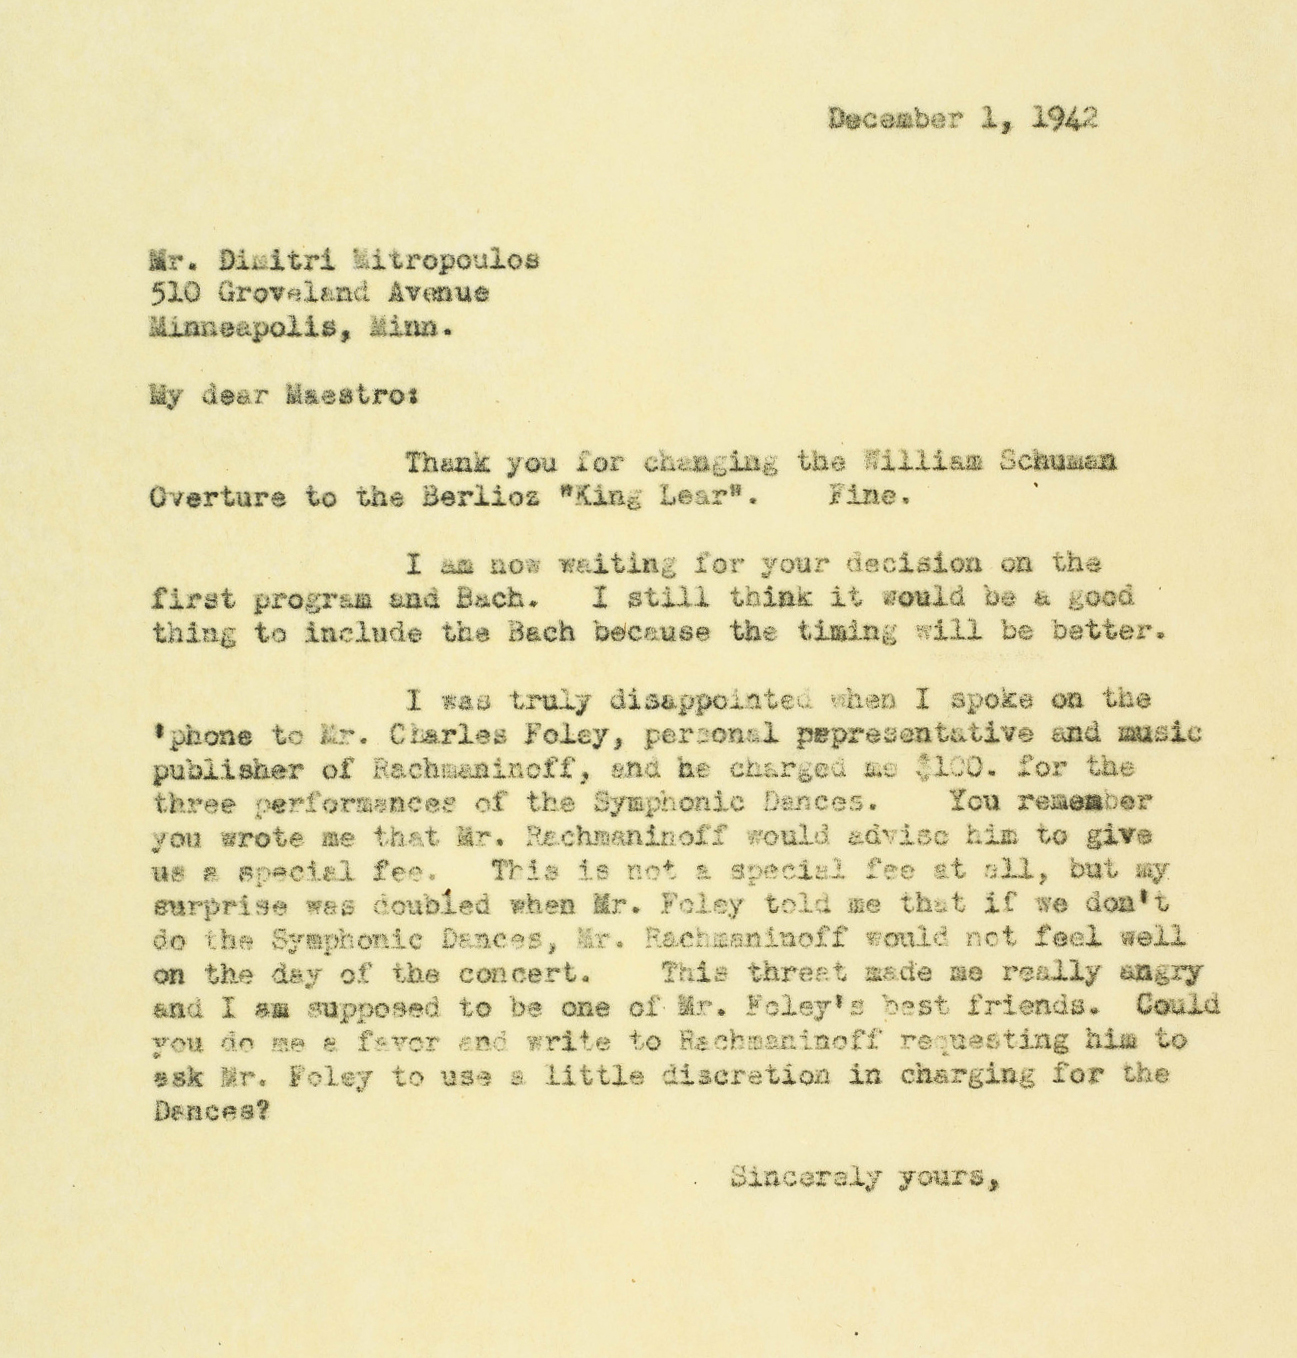 December 1, 1942
Mr. Dimitri Mitropoulos
510 Groveland Avenue
Minneapolis, Minn.
My dear Maestro:
Thank you for changing the William Schuman
Overture to the Berlioz "King Lear". Fine.
I am now waiting for your decision on the
first program and Bach. I still think it would be a good
thing to include the Bach because the timing will be better.
I was truly disappointed when I spoke on the
'phone to Mr. Charles Foley, personal representative and music
publisher of Rachmaninoff, and he charged me $100. for the
three performances of the Symphonic Dances. You remember
you wrote me that Mr. Rachmaninoff would advise him to give
us a special fee. This is not a special fee at all, but my
surprise was doubled when Mr. Foley told me that if we don't
do the Symphonic Dances, Mr. Rachmaninoff would not feel well
on the day of the concert. This threat made me really angry
and I am supposed to be one of Mr. Foley's best friends. Could
you do me a favor and write to Rachmaninoff requesting him to
ask Mr. Foley to use a little discretion in charging for the
Dances?
Sincerely yours,